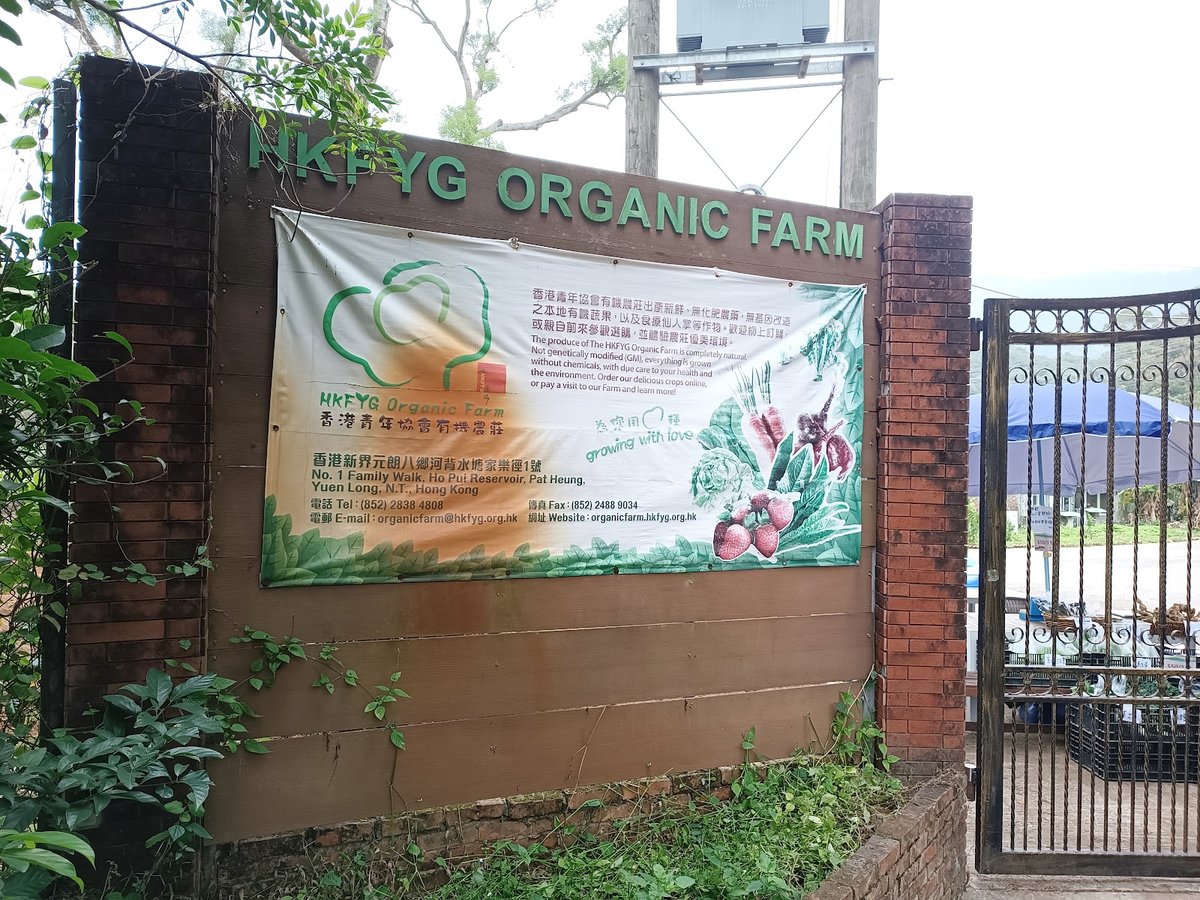 HKFYG ORGANIC FARM
香港青年協會有機農莊出產新鮮、無化肥農藥，無基因改造
之本地有機蔬果，以及食療仙人掌等作物。歡迎網上訂購，
或親自前來參觀選購，並體驗農莊優美環境。
The produce of The HKFYG Organic Farm is completely natural.
Not genetically modified (GM), everything is grown
without chemicals, with due care to your health and
the environment. Order our delicious crops online,
or pay a visit to our Farm and learn more!
HKFYG Organic Farm
香港青年協會有機農莊
為您用 種
growing with love
香港新界元朗八鄉河背水塘家樂徑1號
No. 1 Family Walk, Ho Pui Reservoir, Pat Heung,
Yuen Long, N.T., Hong Kong
電話 Tel : (852) 2838 4808 傳真 Fax : (852) 2488 9034
電郵 E-mail : organicfarm@hkfyg.org.hk 網址 Website : organicfarm.hkfyg.org.hk